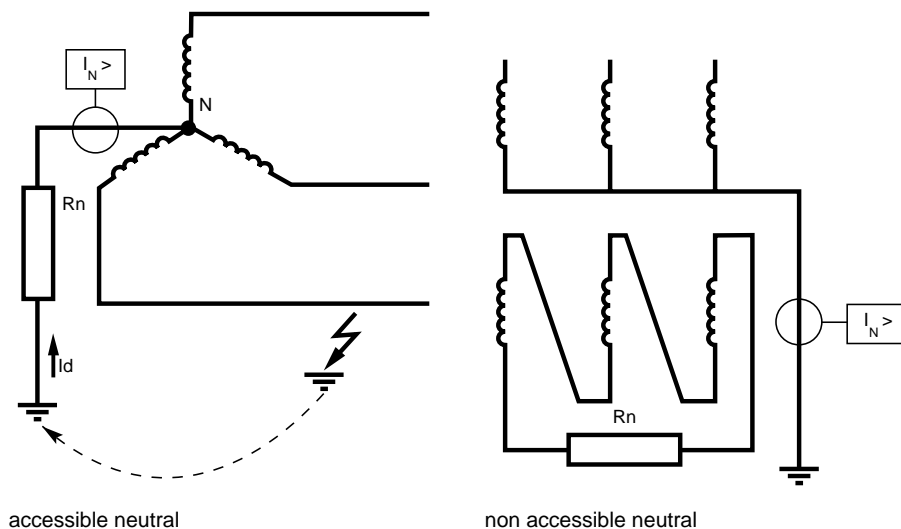 I_N >
N
Rn
Id
accessible neutral
I_N >
Rn
non accessible neutral